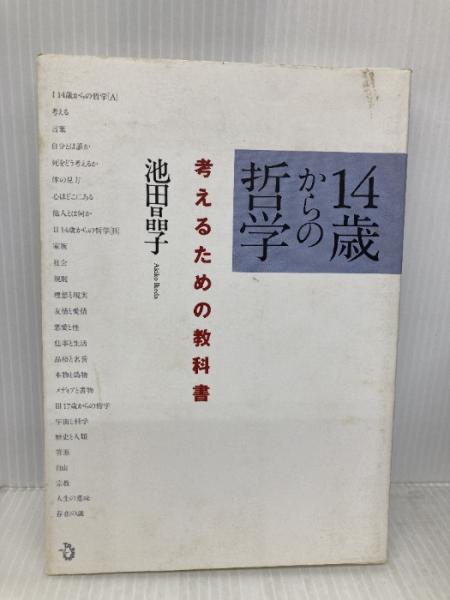 14歳
からの
哲学
考えるための教科書
池田晶子
Akiko Ikeda
I 14歳からの哲学[A]
考える
言葉
自分とは誰か
死をどう考えるか
体の見方
心はどこにある
他人とは何か
II 14歳からの哲学[B]
家族
社会
規則
理想と現実
友情と愛情
恋愛と性
仕事と生活
品格と名誉
本物と偽物
メディアと書物
III 17歳からの哲学
宇宙と科学
歴史と人類
善悪
自由
宗教
人生の意味
存在の謎